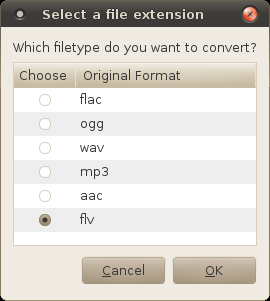 Select a file extension
Which filetype do you want to convert?
Choose Original Format
flac
ogg
wav
mp3
aac
flv
Cancel OK